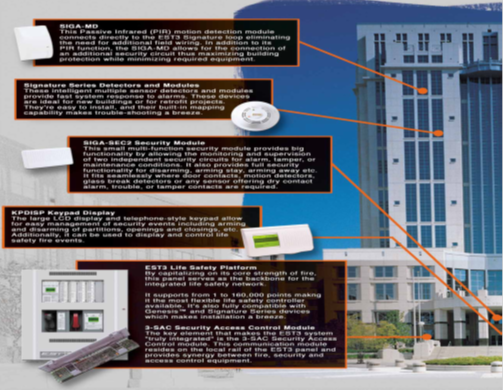 SIGA-MD
This Passive Infrared (PIR) motion detection module
connects directly to the EST3 Signature loop eliminating
the need for additional field wiring. In addition to its
PIR function, the SIGA-MD allows for the connection of
an additional security circuit thus maximizing building
protection while minimizing required equipment.
Signature Series Detectors and Modules
These intelligent multiple sensor detectors and modules
provide fast system response to alarms. These devices
are ideal for new buildings or for retrofit projects.
They're easy to install, and their built-in mapping
capability makes trouble-shooting a breeze.
SIGA-SEC2 Security Module
This small multi-function security module provides big
functionality by allowing the monitoring and supervision
of two independent security circuits for alarm, tamper, or
maintenance conditions. It also provides full security
functionality for disarming, arming stay, arming away etc.
It fits seamlessly where door contacts, motion detectors,
glass break detectors or any sensor offering dry contact
alarm, trouble, or tamper contacts are required.
KPDISP Keypad Display
The large LCD display and telephone-style keypad allow
for easy management of security events including arming
and disarming of partitions, openings and closings, etc.
Additionally, it can be used to display and control life
safety fire events.
EST3 Life Safety Platform
By capitalizing on its core strength of fire,
this panel serves as the backbone for the
integrated life safety network.
It supports from 1 to 160,000 points making
it the most flexible life safety controller
available. It's also fully compatible with
Genesis™ and Signature Series devices
which makes installation a breeze.
3-SAC Security Access Control Module
The key element that makes the EST3 system
"truly integrated" is the 3-SAC Security Access
Control module. This communication module
resides on the local rail of the EST3 panel and
provides synergy between fire, security and
access control equipment.